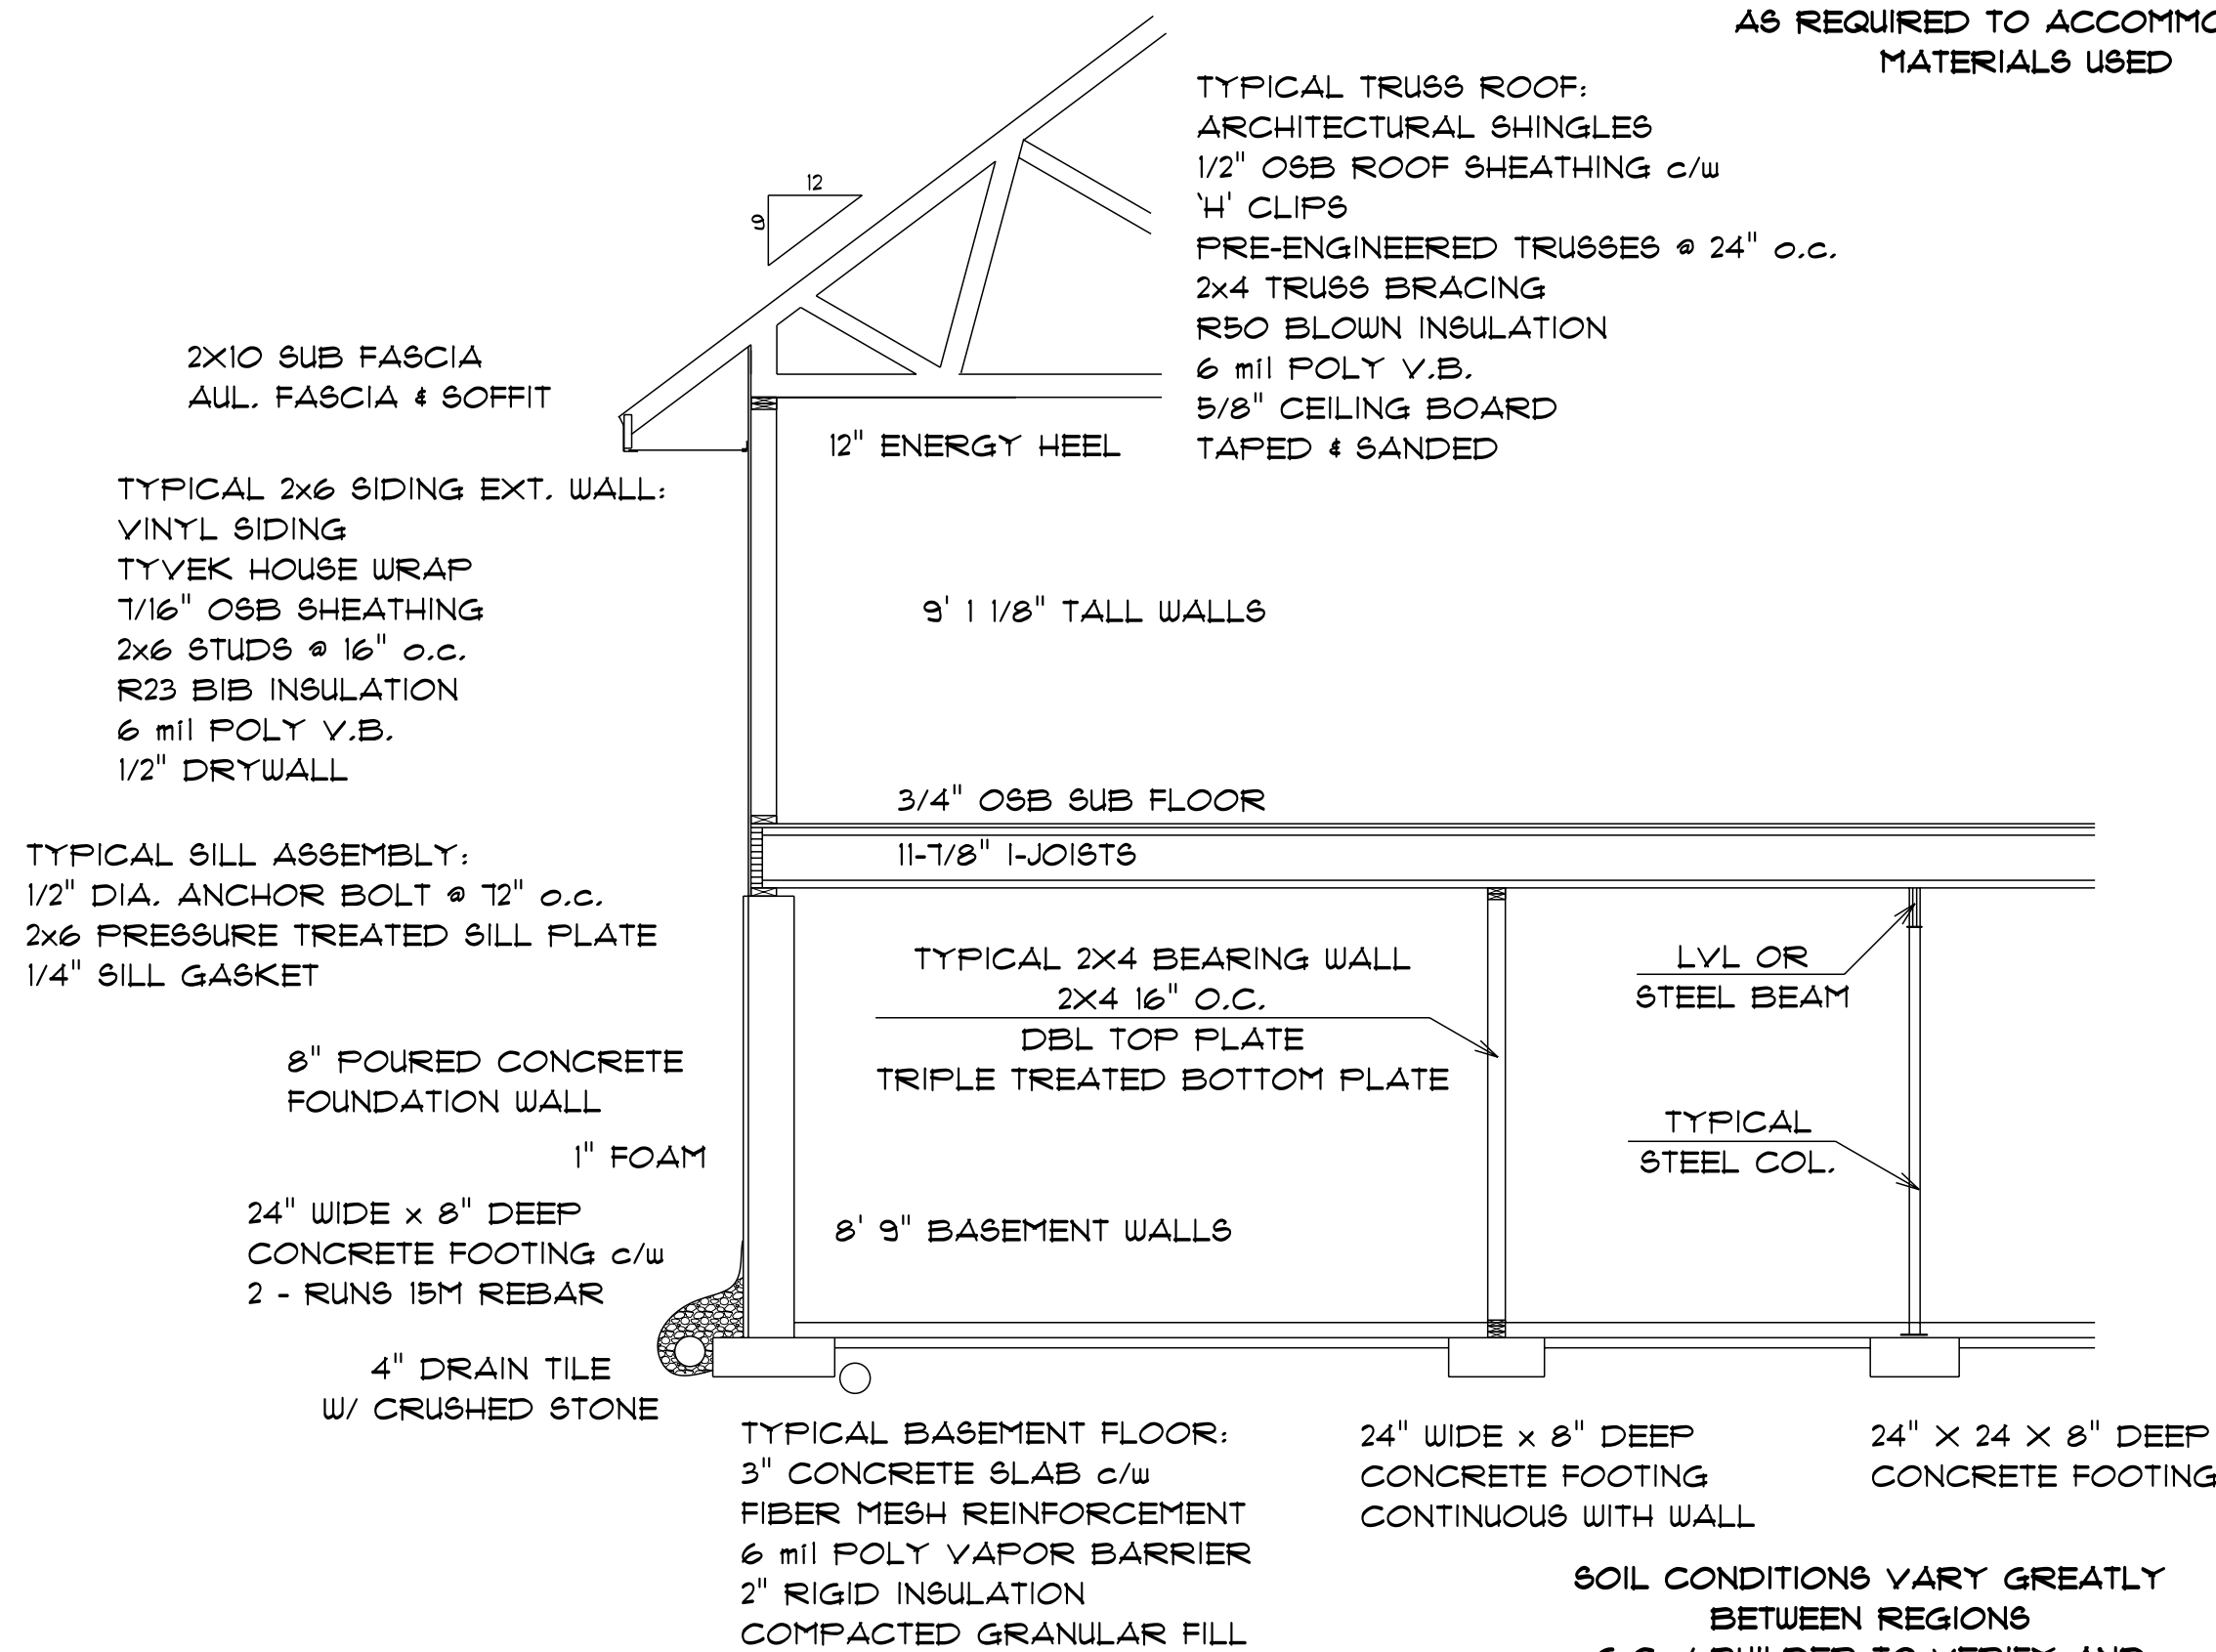 AS REQUIRED TO ACCOMMO
MATERIALS USED
TYPICAL TRUSS ROOF:
ARCHITECTURAL SHINGLES
1/2" OSB ROOF SHEATHING c/w
'H' CLIPS
PRE-ENGINEERED TRUSSES @ 24" o.c.
2x4 TRUSS BRACING
R50 BLOWN INSULATION
6 mil POLY V.B.
5/8" CEILING BOARD
TAPED & SANDED
12
9
2X10 SUB FASCIA
AUL. FASCIA & SOFFIT
12" ENERGY HEEL
TYPICAL 2x6 SIDING EXT. WALL:
VINYL SIDING
TYVEK HOUSE WRAP
7/16" OSB SHEATHING
2x6 STUDS @ 16" o.c.
R23 BIB INSULATION
6 mil POLY V.B.
1/2" DRYWALL
9' 1 1/8" TALL WALLS
3/4" OSB SUB FLOOR
11-7/8" I-JOISTS
TYPICAL SILL ASSEMBLY:
1/2" DIA. ANCHOR BOLT @ 72" o.c.
2x6 PRESSURE TREATED SILL PLATE
1/4" SILL GASKET
TYPICAL 2X4 BEARING WALL
2X4 16" O.C.
DBL TOP PLATE
TRIPLE TREATED BOTTOM PLATE
LVL OR
STEEL BEAM
8" POURED CONCRETE
FOUNDATION WALL
1" FOAM
TYPICAL
STEEL COL.
24" WIDE x 8" DEEP
CONCRETE FOOTING c/w
2 - RUNS 15M REBAR
8' 9" BASEMENT WALLS
4" DRAIN TILE
W/ CRUSHED STONE
TYPICAL BASEMENT FLOOR:
3" CONCRETE SLAB c/w
FIBER MESH REINFORCEMENT
6 mil POLY VAPOR BARRIER
2" RIGID INSULATION
COMPACTED GRANULAR FILL
24" WIDE x 8" DEEP
CONCRETE FOOTING
CONTINUOUS WITH WALL
24" X 24 X 8" DEEP
CONCRETE FOOTING
SOIL CONDITIONS VARY GREATLY
BETWEEN REGIONS
BUILDER TO VERIFY AND